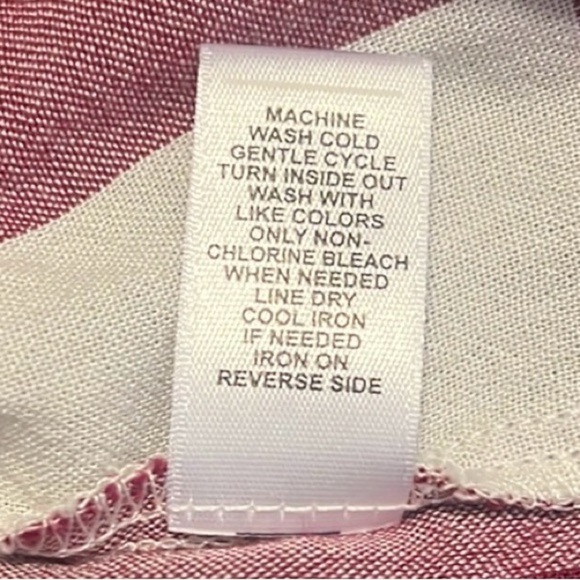 MACHINE
WASH COLD
GENTLE CYCLE
TURN INSIDE OUT
WASH WITH
LIKE COLORS
ONLY NON-
CHLORINE BLEACH
WHEN NEEDED
LINE DRY
COOL IRON
IF NEEDED
IRON ON
REVERSE SIDE